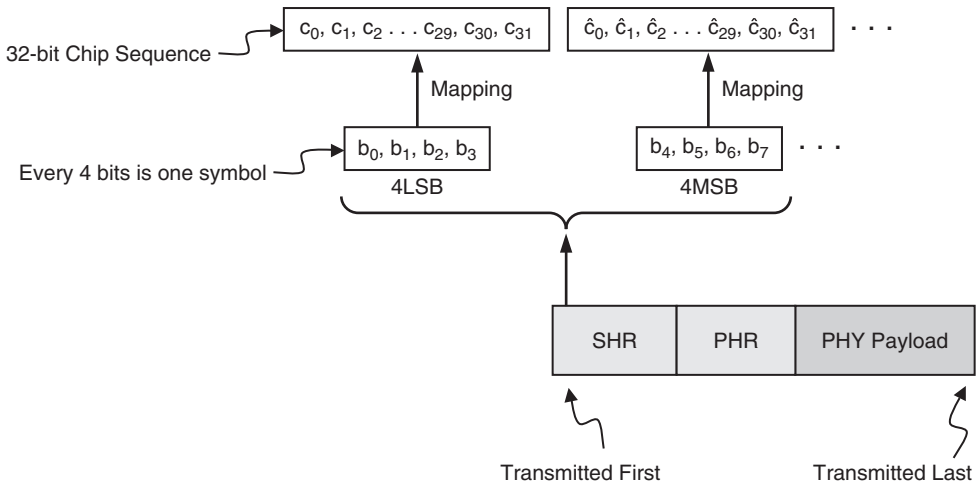 c₀, c₁, c₂ . . . c₂₉, c₃₀, c₃₁
ĉ₀, ĉ₁, ĉ₂ . . . ĉ₂₉, ĉ₃₀, ĉ₃₁
. . .
32-bit Chip Sequence
Mapping
Mapping
b₀, b₁, b₂, b₃
b₄, b₅, b₆, b₇
. . .
Every 4 bits is one symbol
4LSB
4MSB
SHR
PHR
PHY Payload
Transmitted First
Transmitted Last